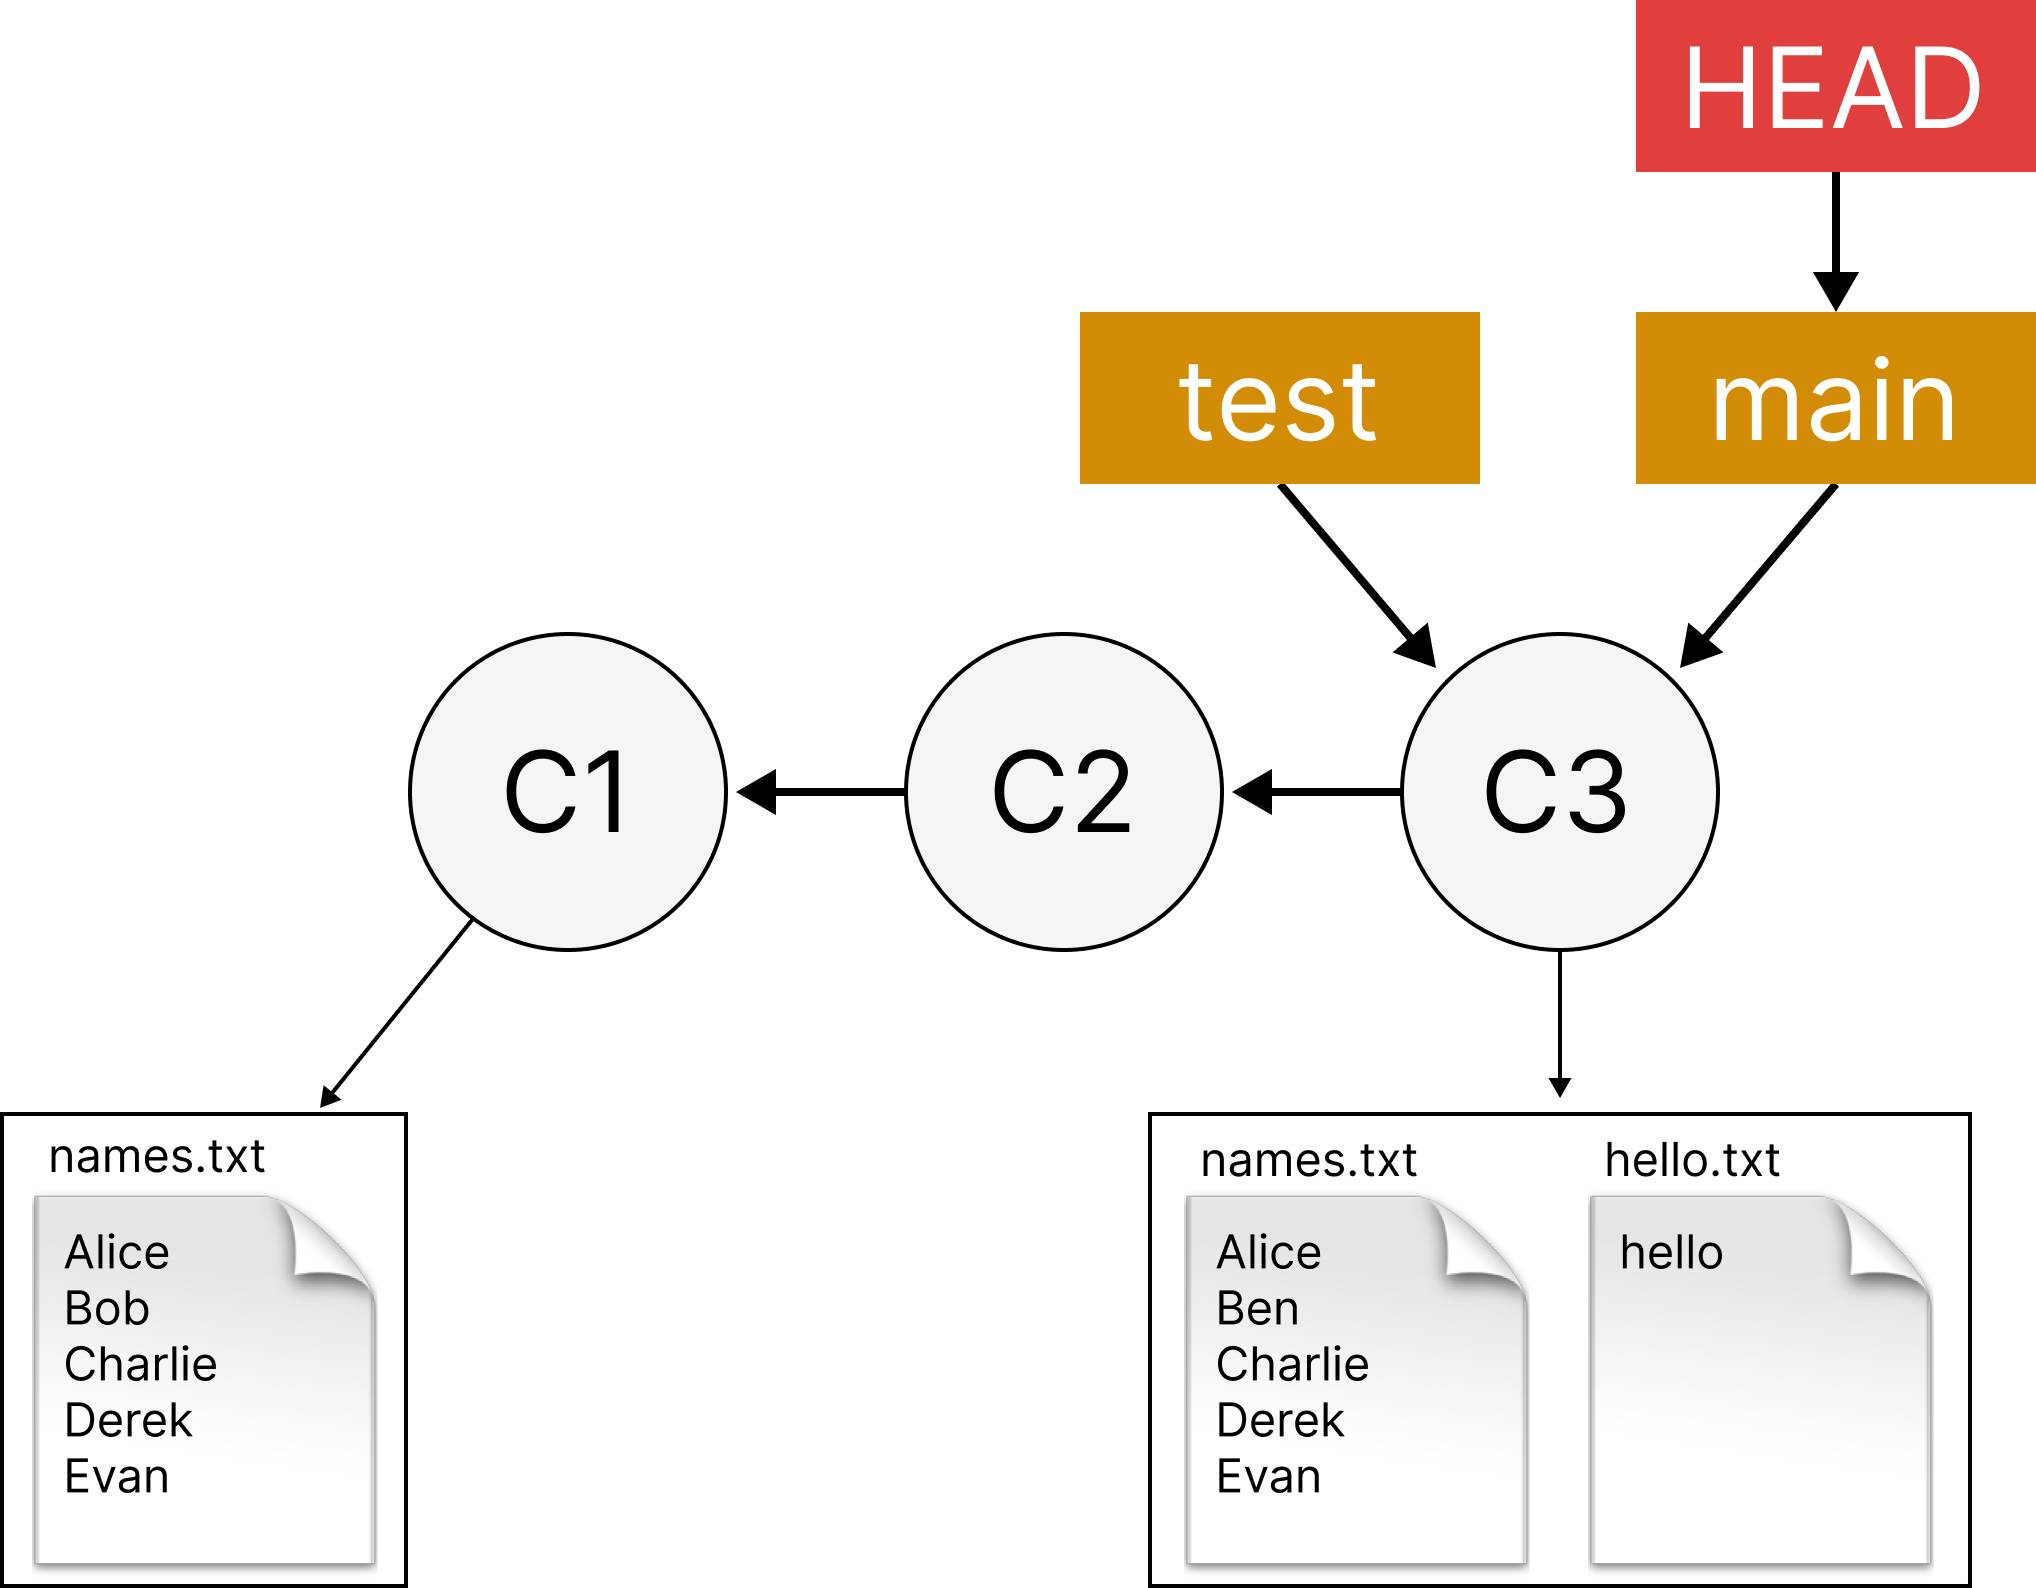 HEAD
test
main
C1
C2
C3
names.txt
Alice
Bob
Charlie
Derek
Evan
names.txt
Alice
Ben
Charlie
Derek
Evan
hello.txt
hello